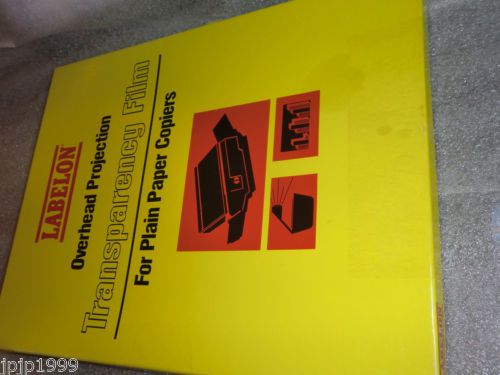 LABELON
Overhead Projection
Transparency Film
For Plain Paper Copiers
jpjp1999